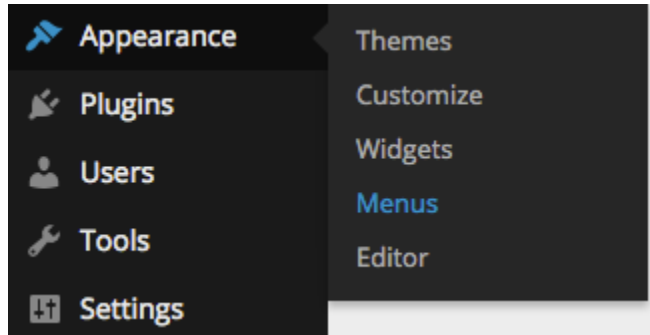 Appearance
Plugins
Users
Tools
Settings
Themes
Customize
Widgets
Menus
Editor